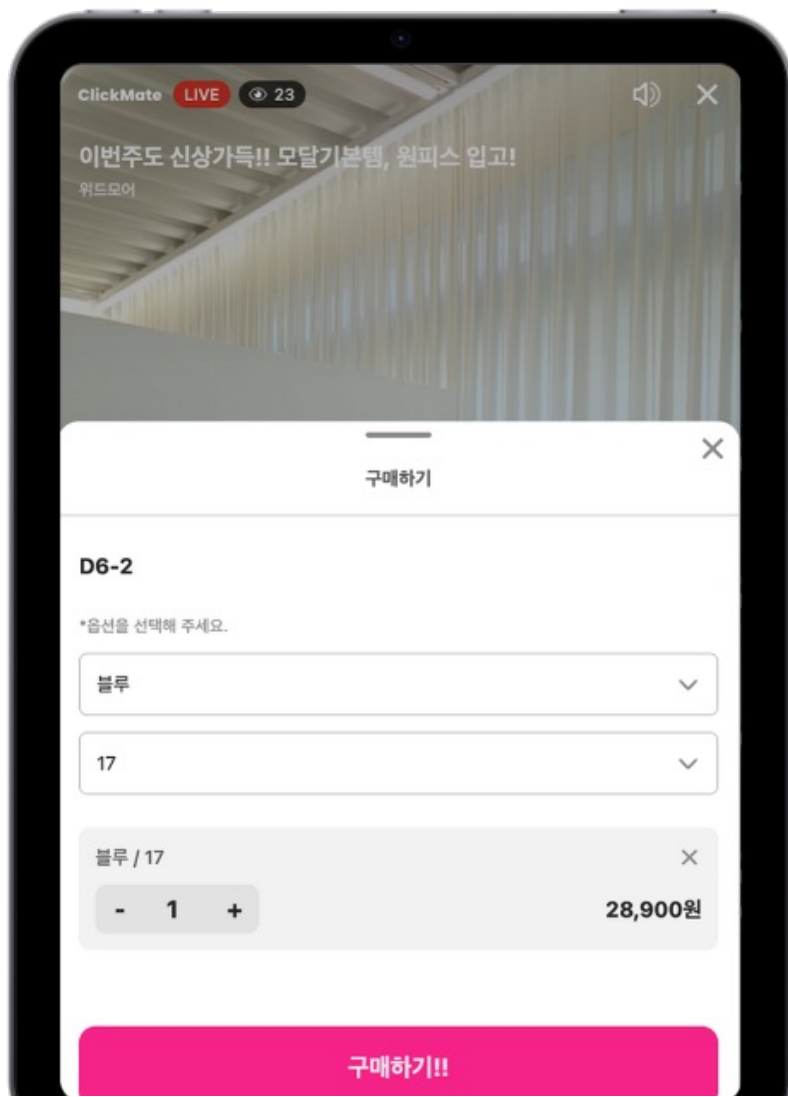 ClickMate LIVE 23
이번주도 신상가득!! 모달기본템, 원피스 입고!
위드모어
구매하기
D6-2
*옵션을 선택해 주세요.
블루
17
블루 / 17
- 1 +
28,900원
구매하기!!